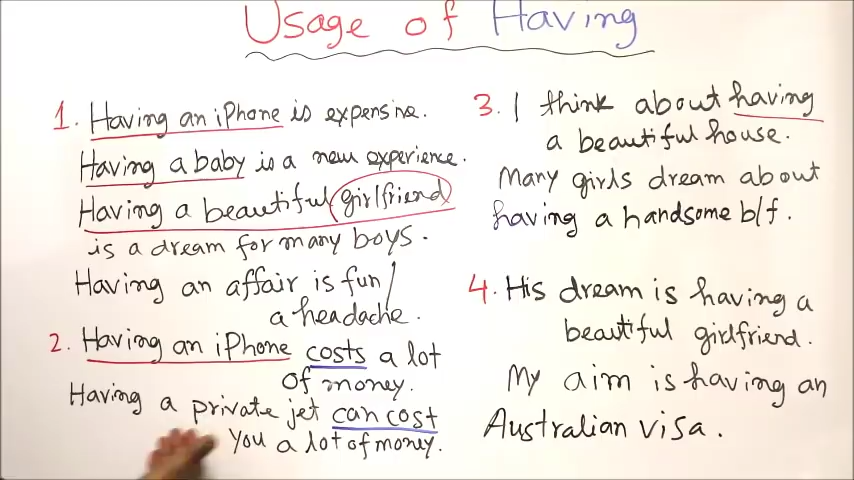 Usage of Having
1. Having an iPhone is expensive.
Having a baby is a new experience.
Having a beautiful girlfriend
is a dream for many boys.
Having an affair is fun/
a headache.
2. Having an iPhone costs a lot
of money.
Having a private jet can cost
you a lot of money.
3. I think about having
a beautiful house.
Many girls dream about
having a handsome b/f.
4. His dream is having a
beautiful girlfriend.
My aim is having an
Australian visa.